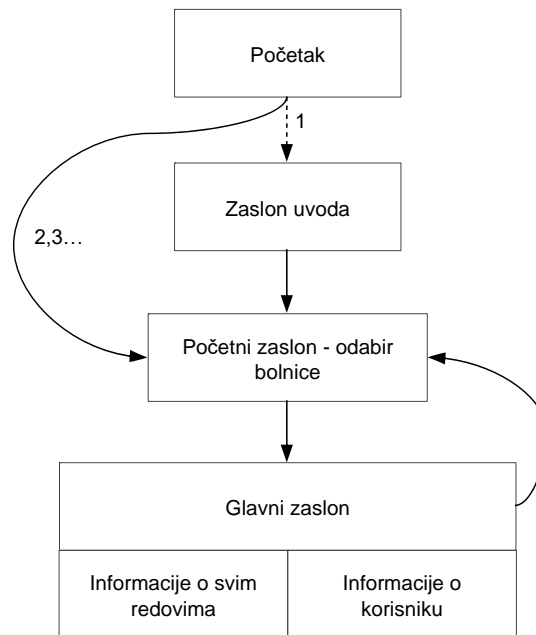 Početak
1
Zaslon uvoda
2,3…
Početni zaslon - odabir
bolnice
Glavni zaslon
Informacije o svim
redovima
Informacije o
korisniku